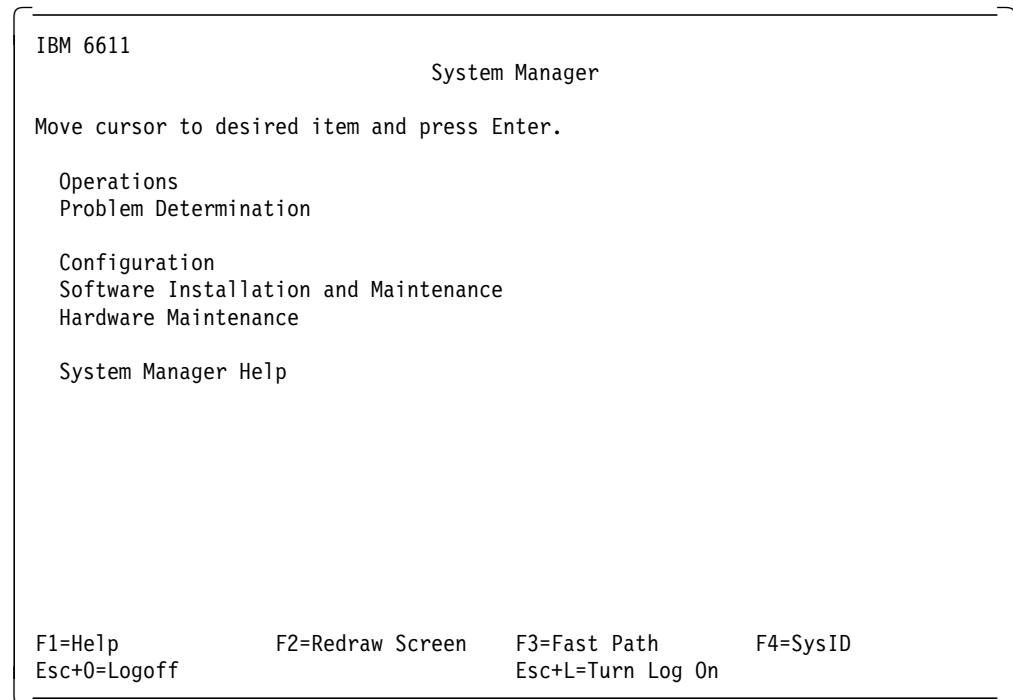 IBM 6611
System Manager
Move cursor to desired item and press Enter.
Operations
Problem Determination
Configuration
Software Installation and Maintenance
Hardware Maintenance
System Manager Help
F1=Help F2=Redraw Screen F3=Fast Path F4=SysID
Esc+0=Logoff Esc+L=Turn Log On